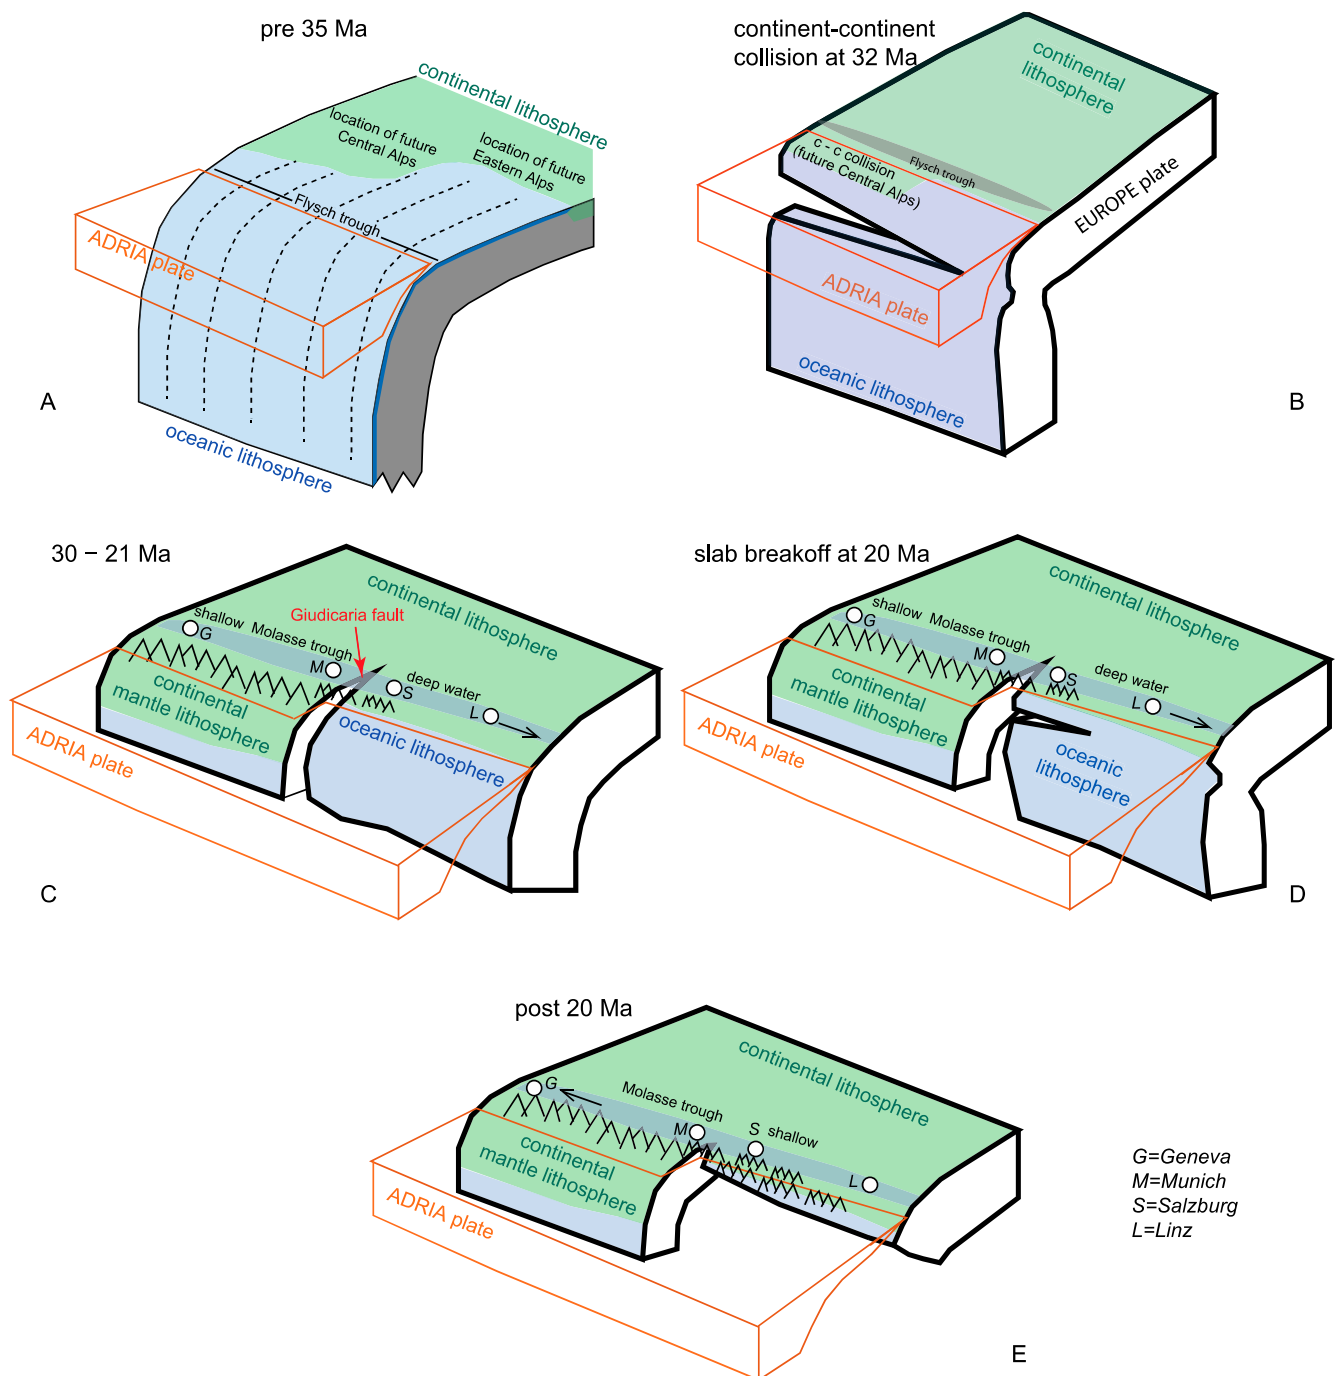 pre 35 Ma
continental lithosphere
location of future
Central Alps
location of future
Eastern Alps
Flysch trough
ADRIA plate
A
oceanic lithosphere
continent-continent
collision at 32 Ma
continental
lithosphere
Flysch trough
c - c collision
(future Central Alps)
EUROPE plate
ADRIA plate
oceanic lithosphere
B
30 – 21 Ma
continental lithosphere
Giudicaria fault
shallow Molasse trough
G
M
S
deep water
L
continental
mantle lithosphere
oceanic lithosphere
ADRIA plate
C
slab breakoff at 20 Ma
continental lithosphere
shallow Molasse trough
G
M
S
deep water
L
continental
mantle lithosphere
oceanic
lithosphere
ADRIA plate
D
post 20 Ma
continental lithosphere
G
Molasse trough
M
S shallow
L
continental
mantle lithosphere
ADRIA plate
E
G=Geneva
M=Munich
S=Salzburg
L=Linz